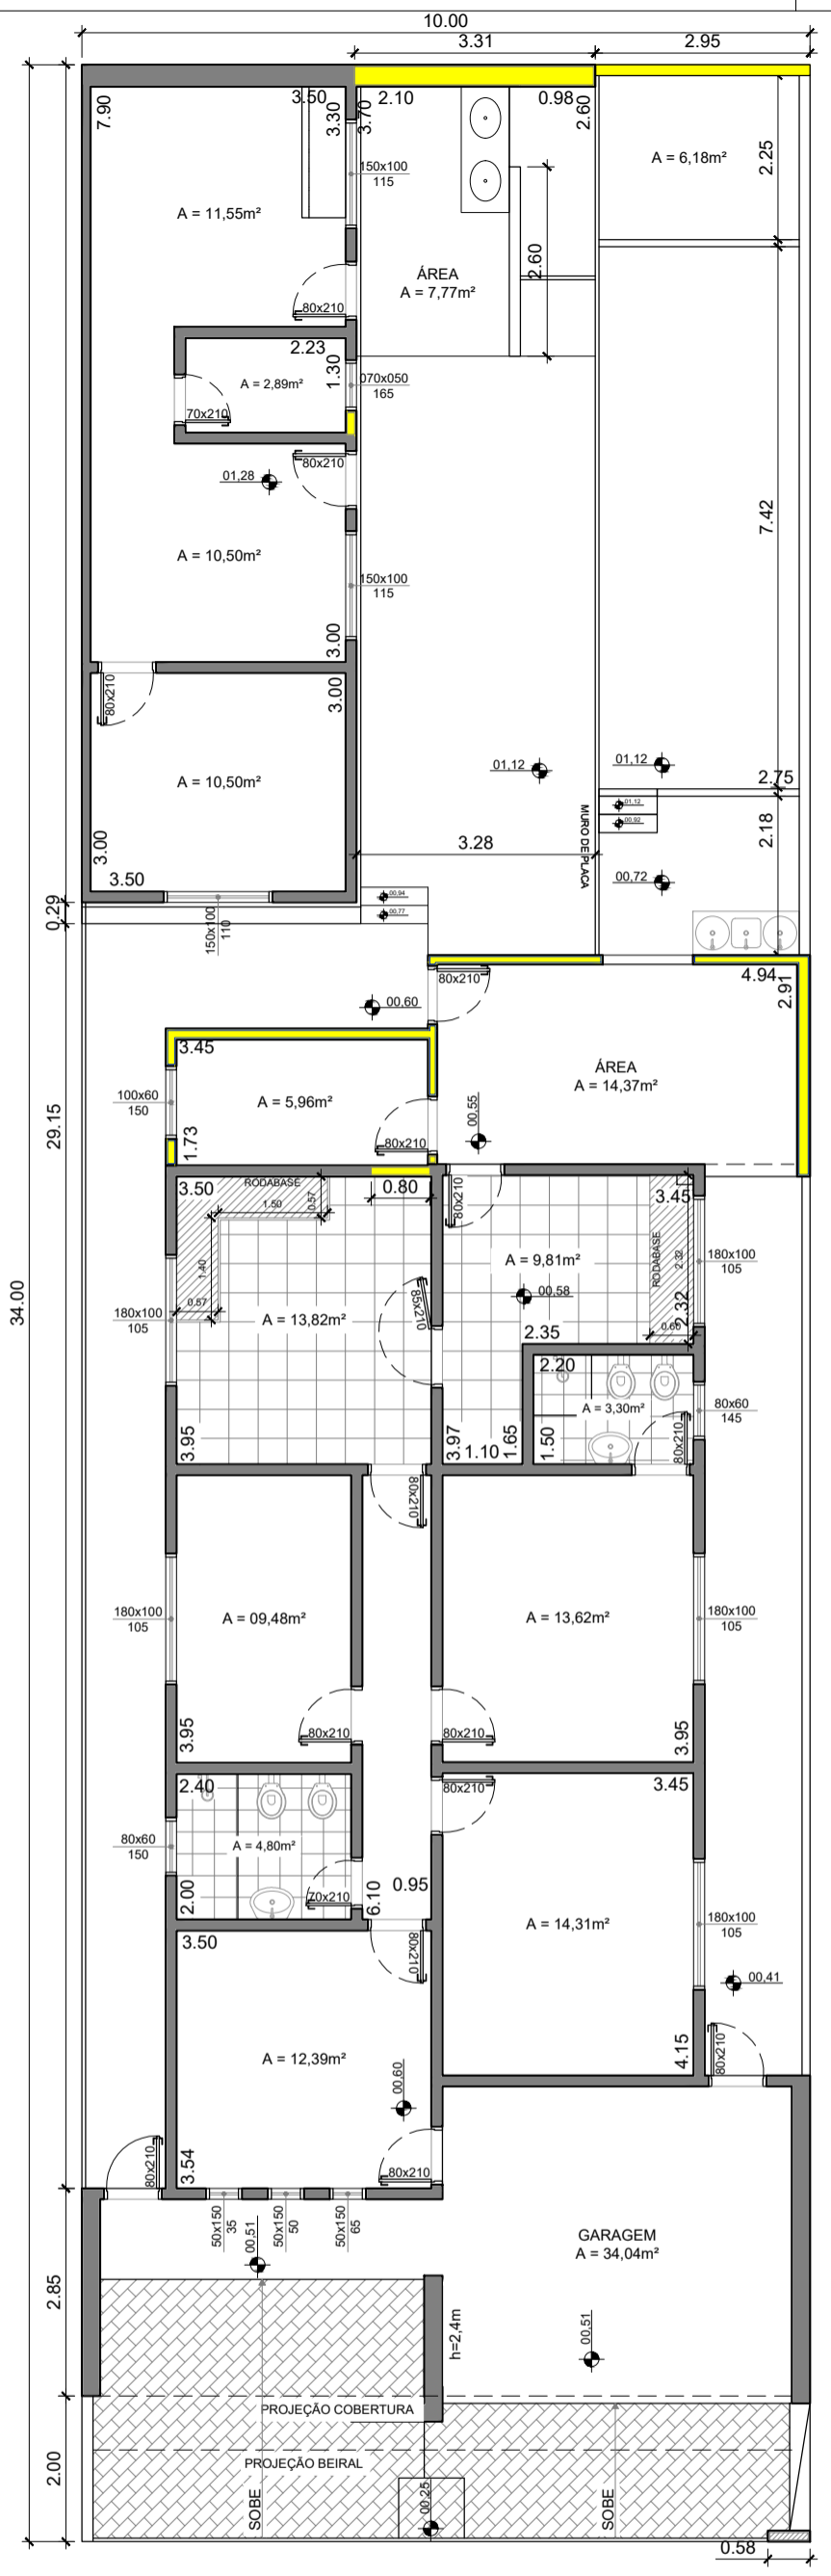 10.00
3.31
2.95
7.90
3.50
3.30
3.70
2.10
0.98
2.60
A = 6,18m²
2.25
150x100
115
A = 11,55m²
2.60
ÁREA
A = 7,77m²
80x210
2.23
1.30
A = 2,89m²
070x050
165
70x210
80x210
01,28
7.42
A = 10,50m²
150x100
115
3.00
80x210
3.00
01,12
01,12
2.75
A = 10,50m²
01,12
00,92
2.18
MURO DE PLACA
3.00
3.28
3.50
00,72
00,94
00,77
0.29
150x100
110
4.94
2.91
80x210
00,60
3.45
ÁREA
A = 14,37m²
100x60
150
A = 5,96m²
00,55
29.15
1.73
80x210
3.50
RODABASE
1.50
0.57
0.80
80x210
3.45
A = 9,81m²
RODABASE
2.32
180x100
105
1.40
00,58
34.00
0.57
85x210
2.32
180x100
105
A = 13,82m²
2.35
0.60
2.20
A = 3,30m²
80x60
145
3.95
3.97
1.10
1.65
1.50
80x210
80x210
180x100
105
A = 09,48m²
A = 13,62m²
180x100
105
3.95
80x210
80x210
3.95
2.40
80x210
3.45
80x60
150
A = 4,80m²
2.00
70x210
6.10
0.95
A = 14,31m²
180x100
105
3.50
80x210
00,41
A = 12,39m²
4.15
80x210
00,60
80x210
3.54
80x210
50x150
35
50x150
50
50x150
65
00,51
GARAGEM
A = 34,04m²
2.85
h=2,4m
00,51
PROJEÇÃO COBERTURA
2.00
PROJEÇÃO BEIRAL
SOBE
00,25
SOBE
0.58